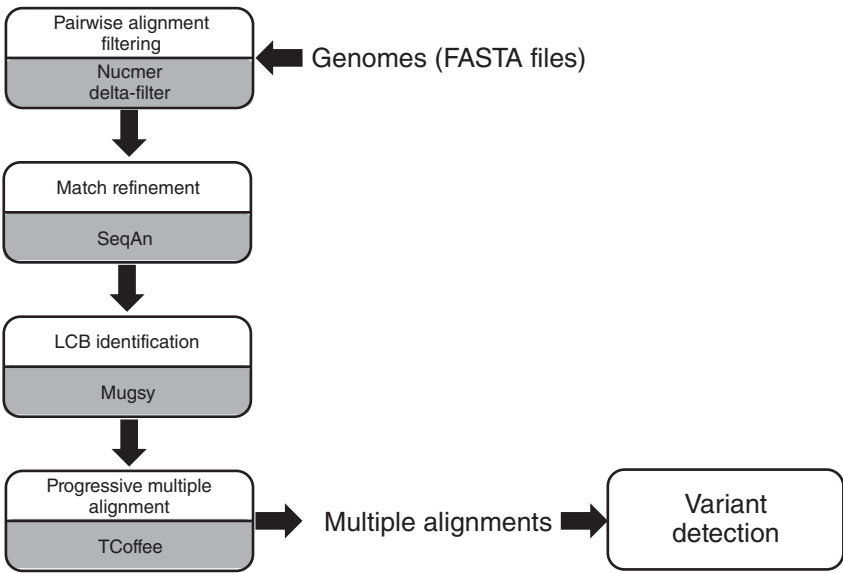 Pairwise alignment
filtering
Nucmer
delta-filter
Genomes (FASTA files)
Match refinement
SeqAn
LCB identification
Mugsy
Progressive multiple
alignment
TCoffee
Multiple alignments
Variant
detection